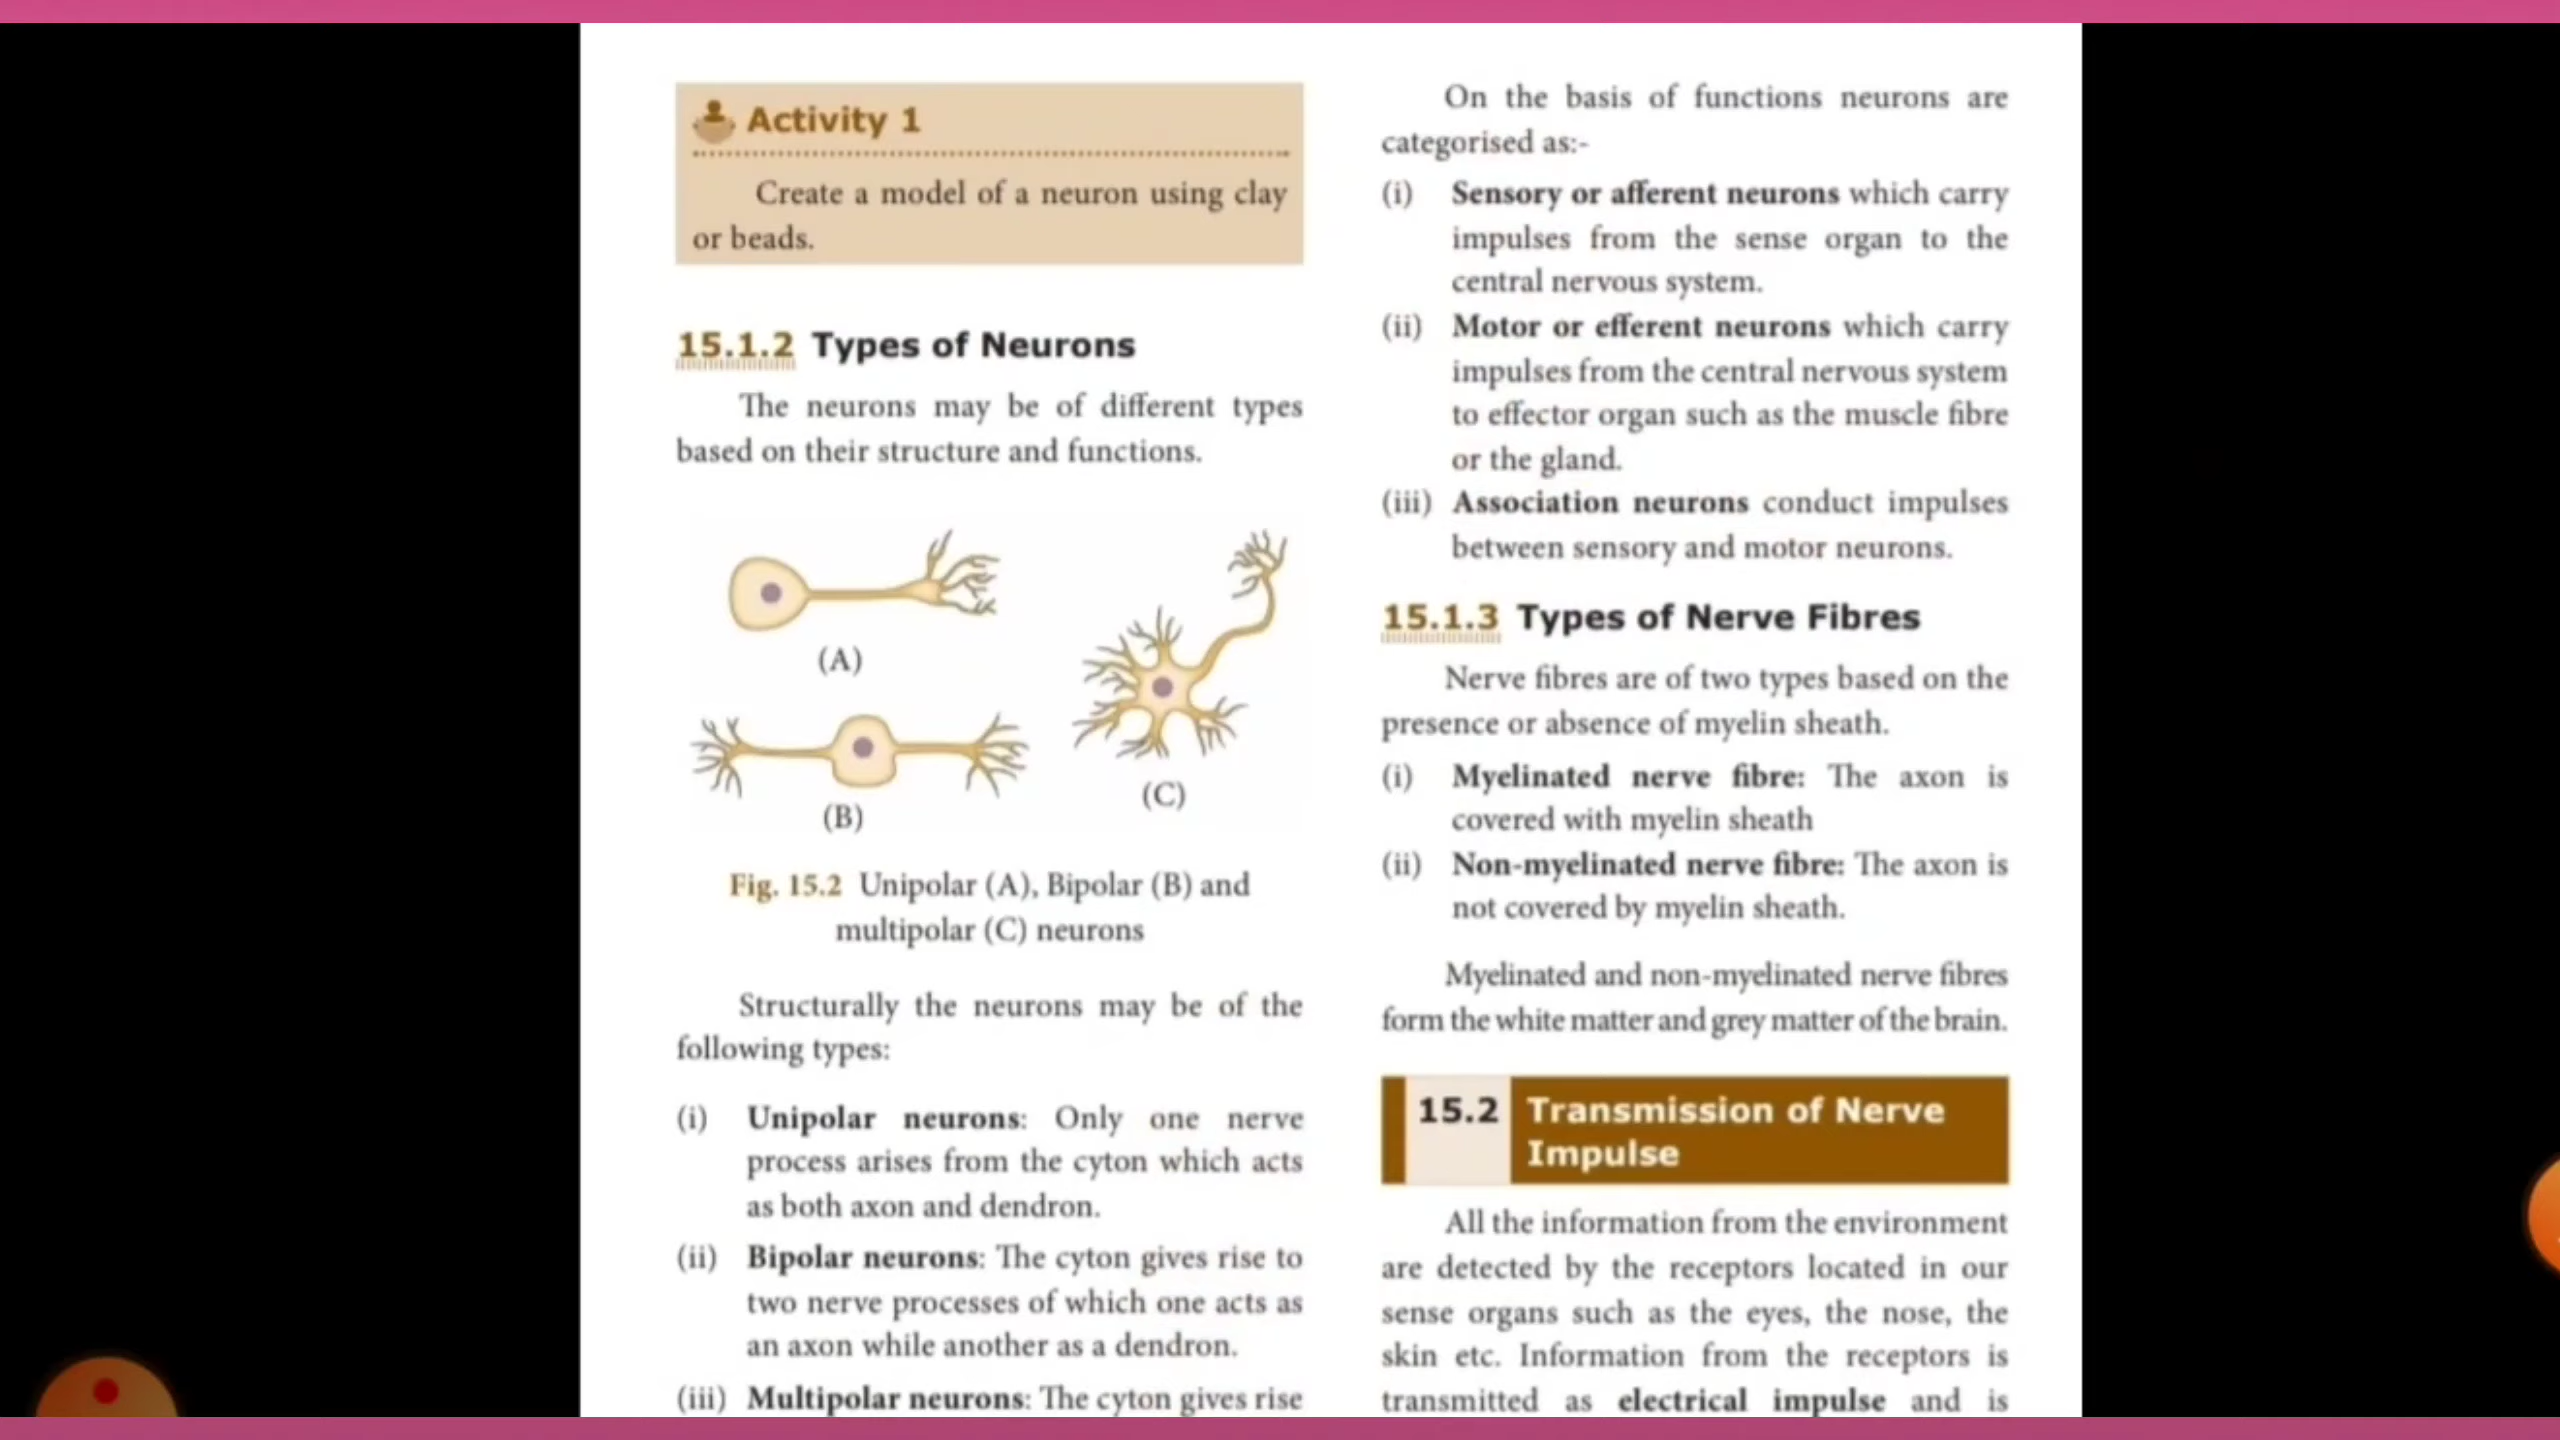 Activity 1
Create a model of a neuron using clay
or beads.
15.1.2 Types of Neurons
The neurons may be of different types
based on their structure and functions.
(A)
(B)
(C)
Fig. 15.2 Unipolar (A), Bipolar (B) and
multipolar (C) neurons
Structurally the neurons may be of the
following types:
(i) Unipolar neurons: Only one nerve
process arises from the cyton which acts
as both axon and dendron.
(ii) Bipolar neurons: The cyton gives rise to
two nerve processes of which one acts as
an axon while another as a dendron.
(iii) Multipolar neurons: The cyton gives rise
On the basis of functions neurons are
categorised as:-
(i) Sensory or afferent neurons which carry
impulses from the sense organ to the
central nervous system.
(ii) Motor or efferent neurons which carry
impulses from the central nervous system
to effector organ such as the muscle fibre
or the gland.
(iii) Association neurons conduct impulses
between sensory and motor neurons.
15.1.3 Types of Nerve Fibres
Nerve fibres are of two types based on the
presence or absence of myelin sheath.
(i) Myelinated nerve fibre: The axon is
covered with myelin sheath
(ii) Non-myelinated nerve fibre: The axon is
not covered by myelin sheath.
Myelinated and non-myelinated nerve fibres
form the white matter and grey matter of the brain.
15.2 Transmission of Nerve
Impulse
All the information from the environment
are detected by the receptors located in our
sense organs such as the eyes, the nose, the
skin etc. Information from the receptors is
transmitted as electrical impulse and is